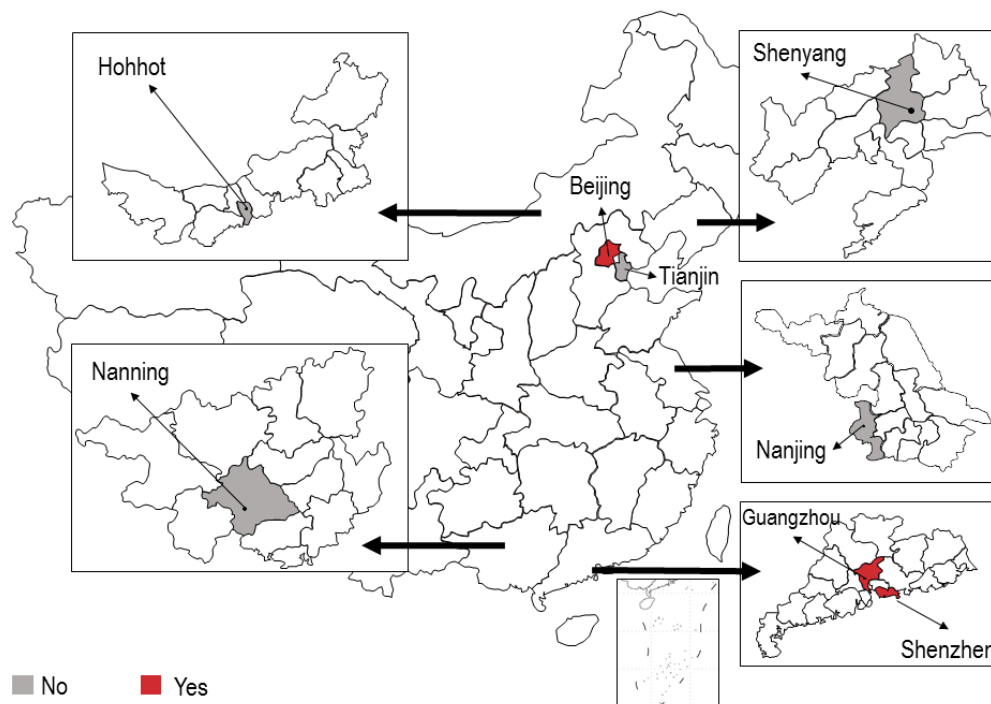 Hohhot
Shenyang
Beijing
Tianjin
Nanning
Nanjing
Guangzhou
Shenzhen
No
Yes